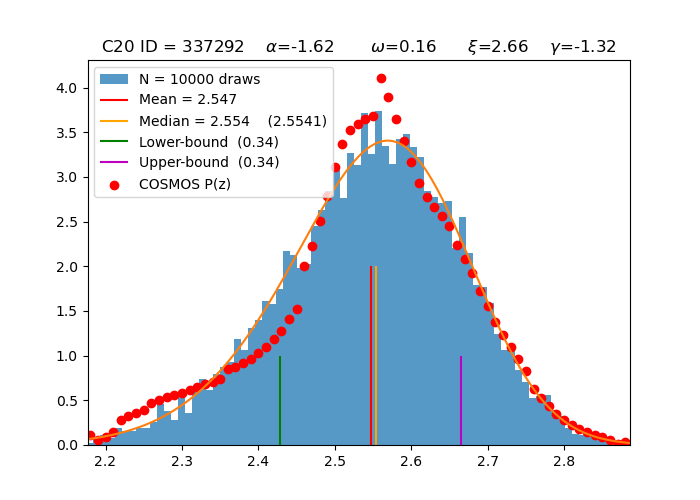 C20 ID = 337292 α=-1.62 ω=0.16 ξ=2.66 γ=-1.32
4.0
3.5
3.0
2.5
2.0
1.5
1.0
0.5
0.0
N = 10000 draws
Mean = 2.547
Median = 2.554 (2.5541)
Lower-bound (0.34)
Upper-bound (0.34)
COSMOS P(z)
2.2 2.3 2.4 2.5 2.6 2.7 2.8